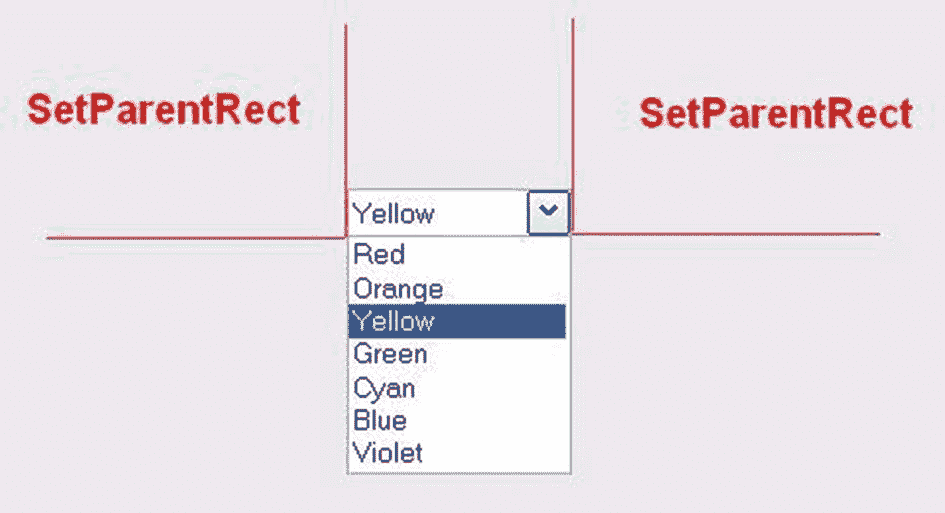 SetParentRect
SetParentRect
Yellow
Red
Orange
Yellow
Green
Cyan
Blue
Violet